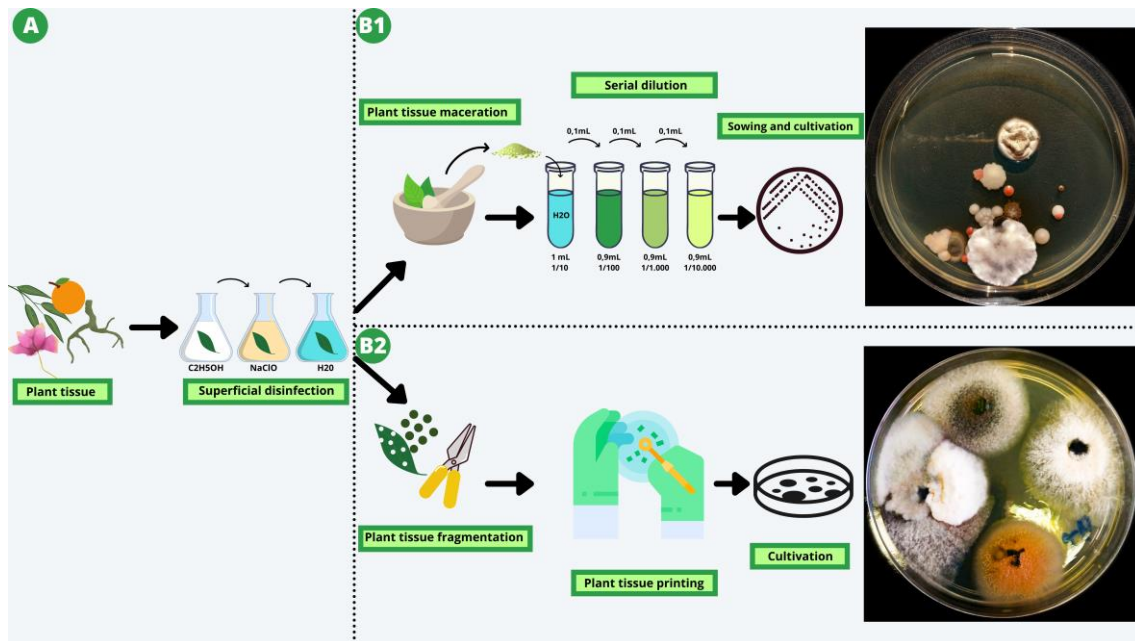 A
Plant tissue
C2H5OH
NaClO
H20
Superficial disinfection
B1
Plant tissue maceration
Serial dilution
0,1mL
0,1mL
0,1mL
H2O
1 mL
1/10
0,9mL
1/100
0,9mL
1/1.000
0,9mL
1/10.000
Sowing and cultivation
B2
Plant tissue fragmentation
Plant tissue printing
Cultivation